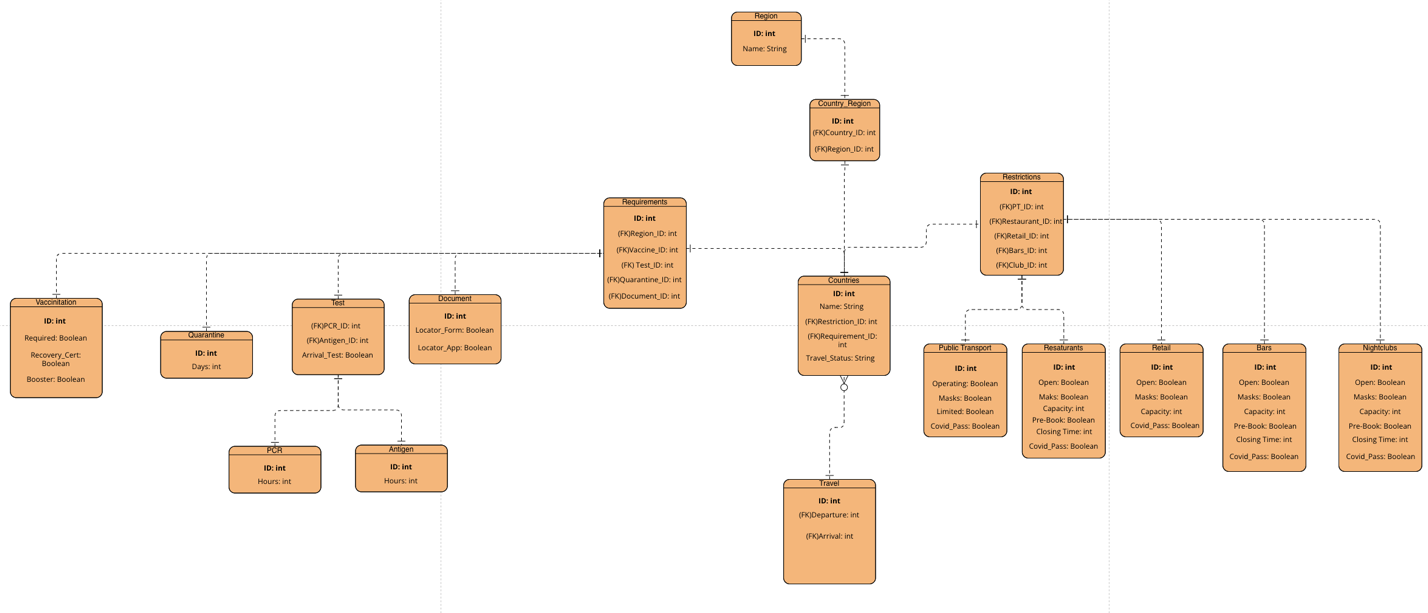 Region
ID: int
Name: String
Country_Region
ID: int
(FK)Country_ID: int
(FK)Region_ID: int
Restrictions
ID: int
(FK)PT_ID: int
(FK)Restaurant_ID: int
(FK)Retail_ID: int
(FK)Bars_ID: int
(FK)Club_ID: int
Requirements
ID: int
(FK)Region_ID: int
(FK)Vaccine_ID: int
(FK) Test_ID: int
(FK)Quarantine_ID: int
(FK)Document_ID: int
Countries
ID: int
Name: String
(FK)Restriction_ID: int
(FK)Requirement_ID:
int
Travel_Status: String
Vaccinitation
ID: int
Required: Boolean
Recovery_Cert:
Boolean
Booster: Boolean
Quarantine
ID: int
Days: int
Test
(FK)PCR_ID: int
(FK)Antigen_ID: int
Arrival_Test: Boolean
Document
ID: int
Locator_Form: Boolean
Locator_App: Boolean
Public Transport
ID: int
Operating: Boolean
Masks: Boolean
Limited: Boolean
Covid_Pass: Boolean
Resaturants
ID: int
Open: Boolean
Maks: Boolean
Capacity: int
Pre-Book: Boolean
Closing Time: int
Covid_Pass: Boolean
Retail
ID: int
Open: Boolean
Masks: Boolean
Capacity: int
Covid_Pass: Boolean
Bars
ID: int
Open: Boolean
Masks: Boolean
Capacity: int
Pre-Book: Boolean
Closing Time: int
Covid_Pass: Boolean
Nightclubs
ID: int
Open: Boolean
Masks: Boolean
Capacity: int
Pre-Book: Boolean
Closing Time: int
Covid_Pass: Boolean
PCR
ID: int
Hours: int
Antigen
ID: int
Hours: int
Travel
ID: int
(FK)Departure: int
(FK)Arrival: int